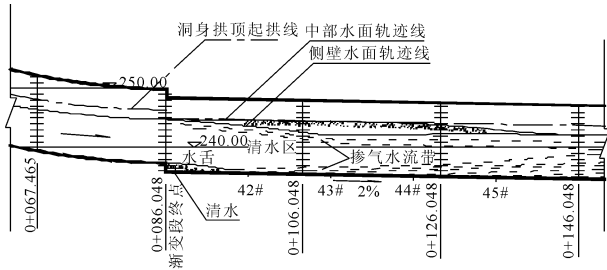 洞身拱顶起拱线
中部水面轨迹线
侧壁水面轨迹线
250.00
240.00
清水区
水舌
掺气水流带
42#
43#
2%
44#
45#
清水
渐变段终点
0+067.465
0+086.048
0+106.048
0+126.048
0+146.048